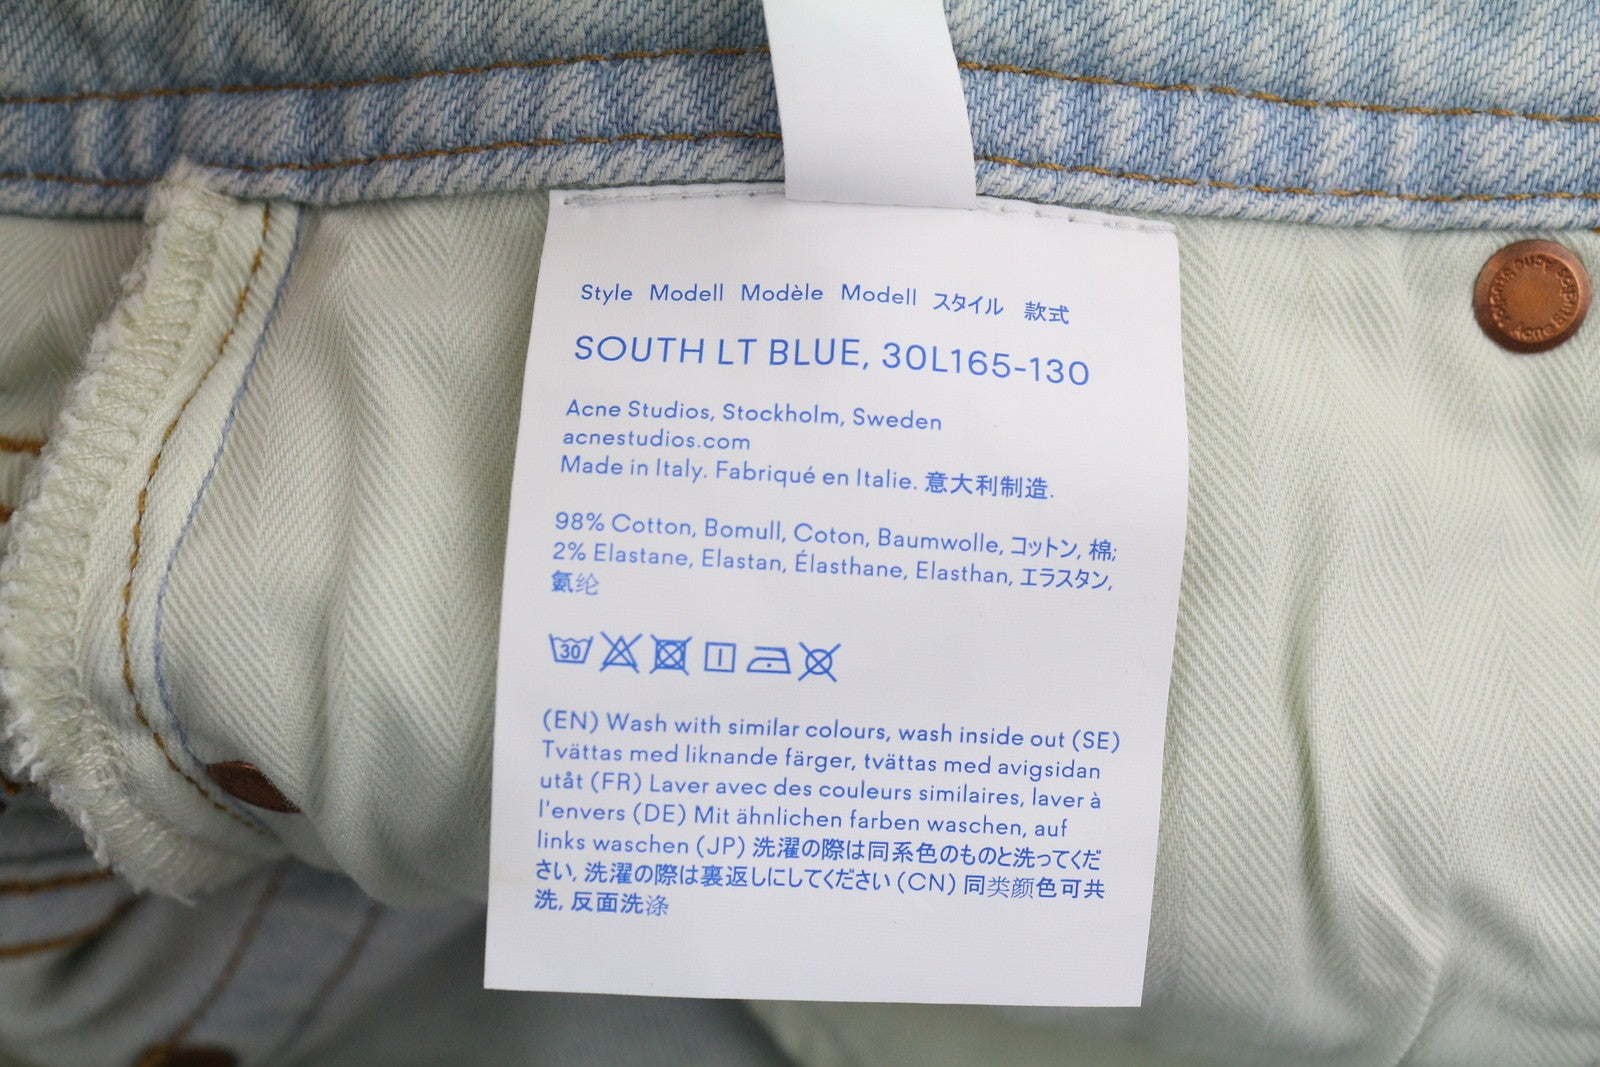 Style Modell Modèle Modell スタイル 款式
SOUTH LT BLUE, 30L165-130
Acne Studios, Stockholm, Sweden
acnestudios.com
Made in Italy. Fabriqué en Italie. 意大利制造.
98% Cotton, Bomull, Coton, Baumwolle, コットン, 棉;
2% Elastane, Elastan, Élasthane, Elasthan, エラスタン,
氨纶
30
(EN) Wash with similar colours, wash inside out (SE)
Tvättas med liknande färger, tvättas med avigsidan
utåt (FR) Laver avec des couleurs similaires, laver à
l'envers (DE) Mit ähnlichen farben waschen, auf
links waschen (JP) 洗濯の際は同系色のものと洗ってくだ
さい, 洗濯の際は裏返しにしてください (CN) 同类颜色可共
洗, 反面洗涤
Acne Studios Acne Studios